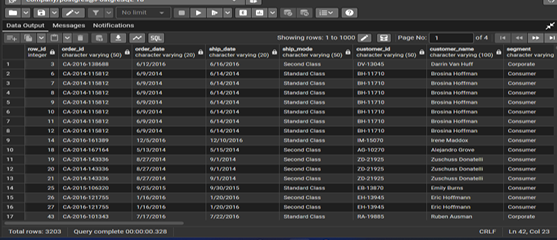 No limit
Data Output Messages Notifications
SQL
Showing rows: 1 to 1000
Page No: 1 of 4
row_id order_id order_date ship_date ship_mode customer_id customer_name segment
integer character varying (50) character varying (20) character varying (20) character varying (50) character varying (50) character varying (100) character varying (50)
1 3 CA-2016-138688 6/12/2016 6/16/2016 Second Class DV-13045 Darrin Van Huff Corporate
2 6 CA-2014-115812 6/9/2014 6/14/2014 Standard Class BH-11710 Brosina Hoffman Consumer
3 7 CA-2014-115812 6/9/2014 6/14/2014 Standard Class BH-11710 Brosina Hoffman Consumer
4 8 CA-2014-115812 6/9/2014 6/14/2014 Standard Class BH-11710 Brosina Hoffman Consumer
5 9 CA-2014-115812 6/9/2014 6/14/2014 Standard Class BH-11710 Brosina Hoffman Consumer
6 10 CA-2014-115812 6/9/2014 6/14/2014 Standard Class BH-11710 Brosina Hoffman Consumer
7 11 CA-2014-115812 6/9/2014 6/14/2014 Standard Class BH-11710 Brosina Hoffman Consumer
8 12 CA-2014-115812 6/9/2014 6/14/2014 Standard Class BH-11710 Brosina Hoffman Consumer
9 14 CA-2016-161389 12/5/2016 12/10/2016 Standard Class IM-15070 Irene Maddox Consumer
10 18 CA-2014-167164 5/13/2014 5/15/2014 Second Class AG-10270 Alejandro Grove Consumer
11 19 CA-2014-143336 8/27/2014 9/1/2014 Second Class ZD-21925 Zuschuss Donatelli Consumer
12 20 CA-2014-143336 8/27/2014 9/1/2014 Second Class ZD-21925 Zuschuss Donatelli Consumer
13 21 CA-2014-143336 8/27/2014 9/1/2014 Second Class ZD-21925 Zuschuss Donatelli Consumer
14 25 CA-2015-106320 9/25/2015 9/30/2015 Standard Class EB-13870 Emily Burns Consumer
15 26 CA-2016-121755 1/16/2016 1/20/2016 Second Class EH-13945 Eric Hoffmann Consumer
16 27 CA-2016-121755 1/16/2016 1/20/2016 Second Class EH-13945 Eric Hoffmann Consumer
17 43 CA-2016-101343 7/17/2016 7/22/2016 Standard Class RA-19885 Ruben Ausman Corporate
Total rows: 3203 Query complete 00:00:00.328 CRLF Ln 42, Col 23